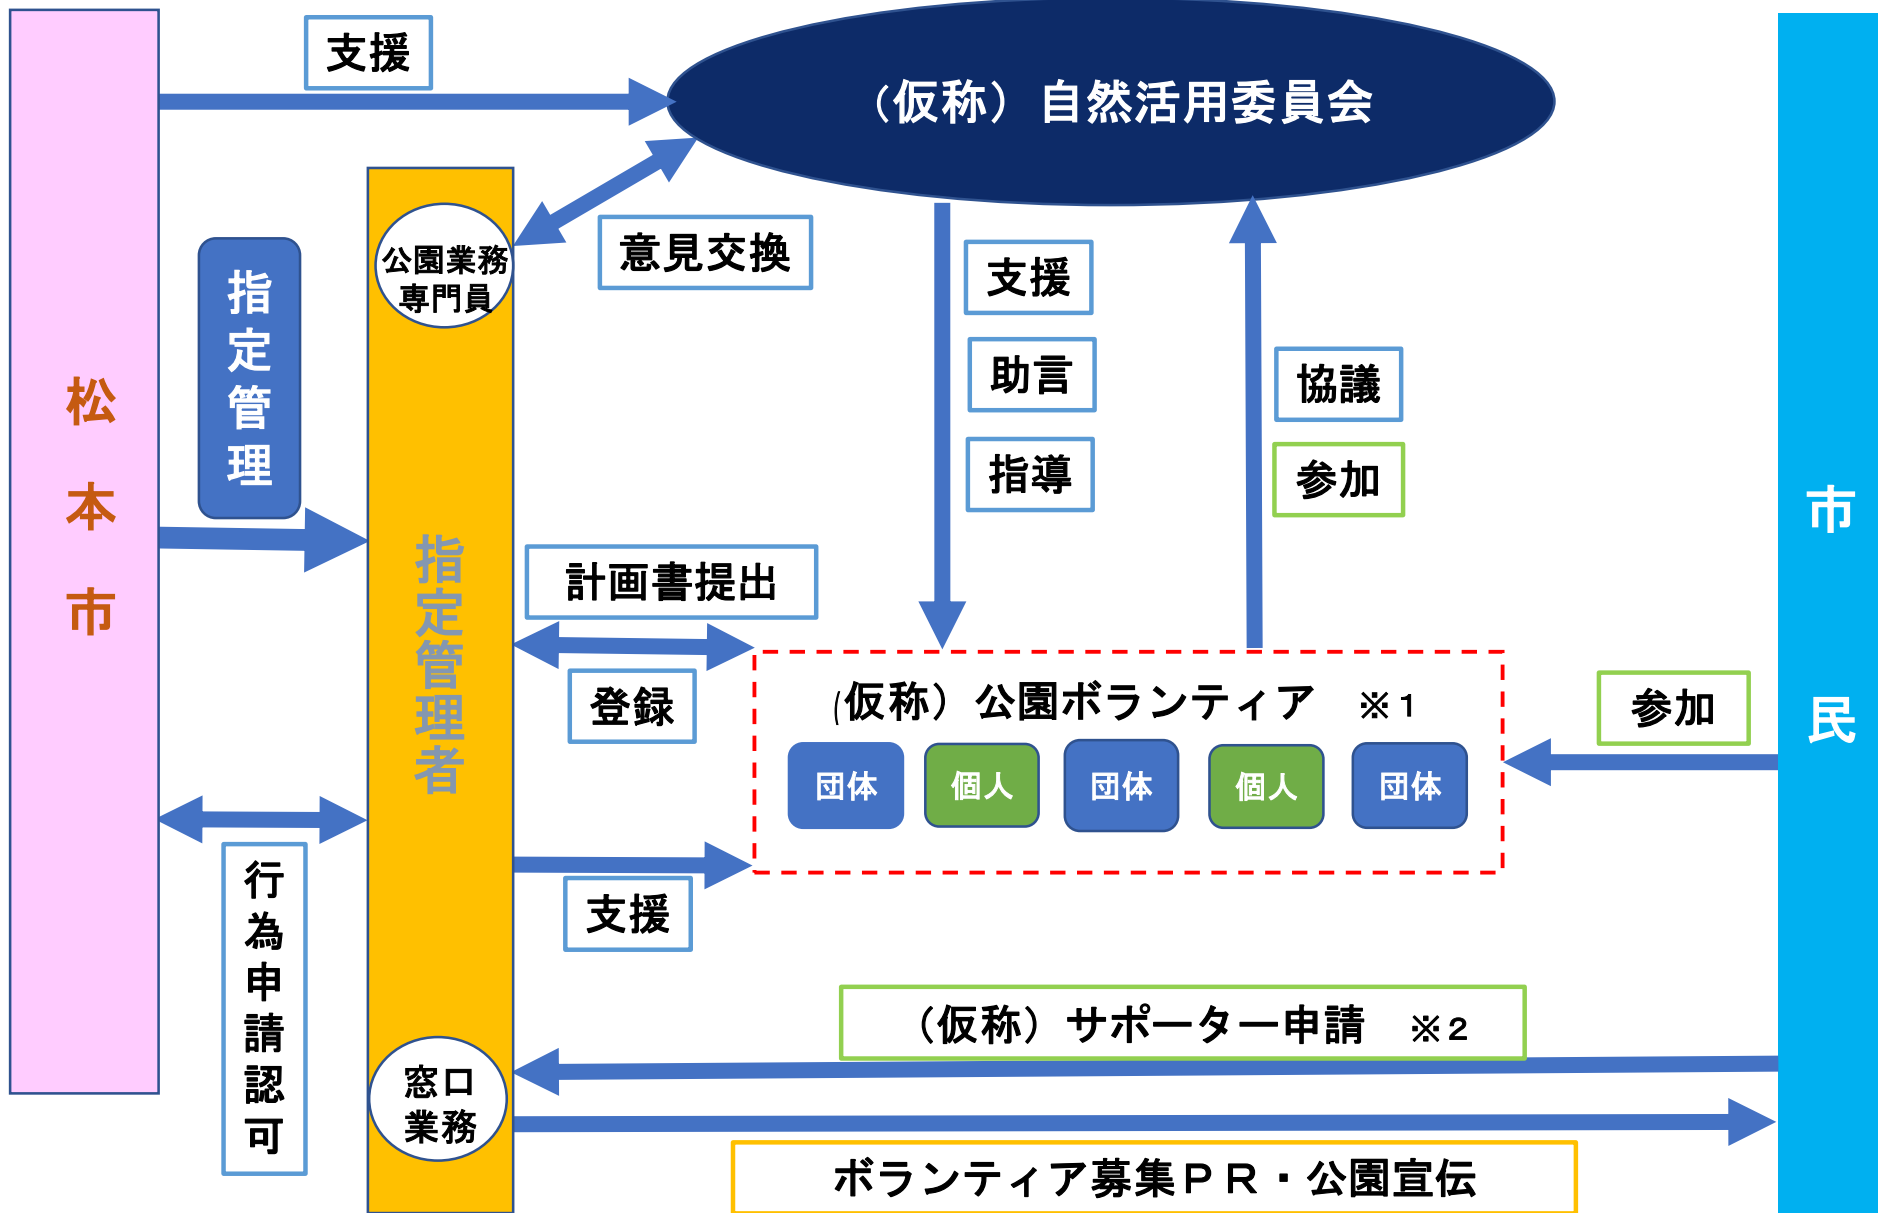 支援
（仮称）自然活用委員会
松本市
指定管理
公園業務
専門員
意見交換
支援
助言
指導
協議
参加
市民
指定管理者
計画書提出
登録
(仮称）公園ボランティア　※１
団体
個人
団体
個人
団体
参加
支援
行為申請認可
（仮称）サポーター申請　※２
窓口
業務
ボランティア募集ＰＲ・公園宣伝